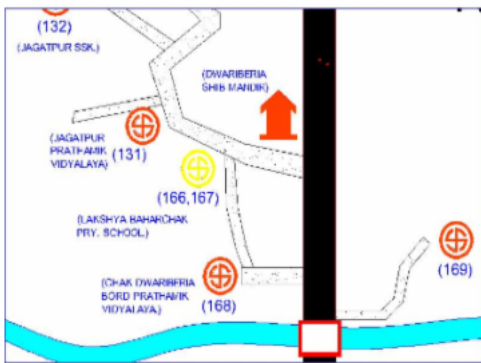 (132)
(JAGATPUR SSK.)
(DWARIBERIA
SHIB MANDIR)
(JAGATPUR
PRATHAMIK
VIDYALAYA)
(131)
(166,167)
(LAKSHYA BAHARCHAK
PRY. SCHOOL.)
(169)
(CHAK DWARIBERIA
BORD PRATHAMIK
VIDYALAYA.)
(168)